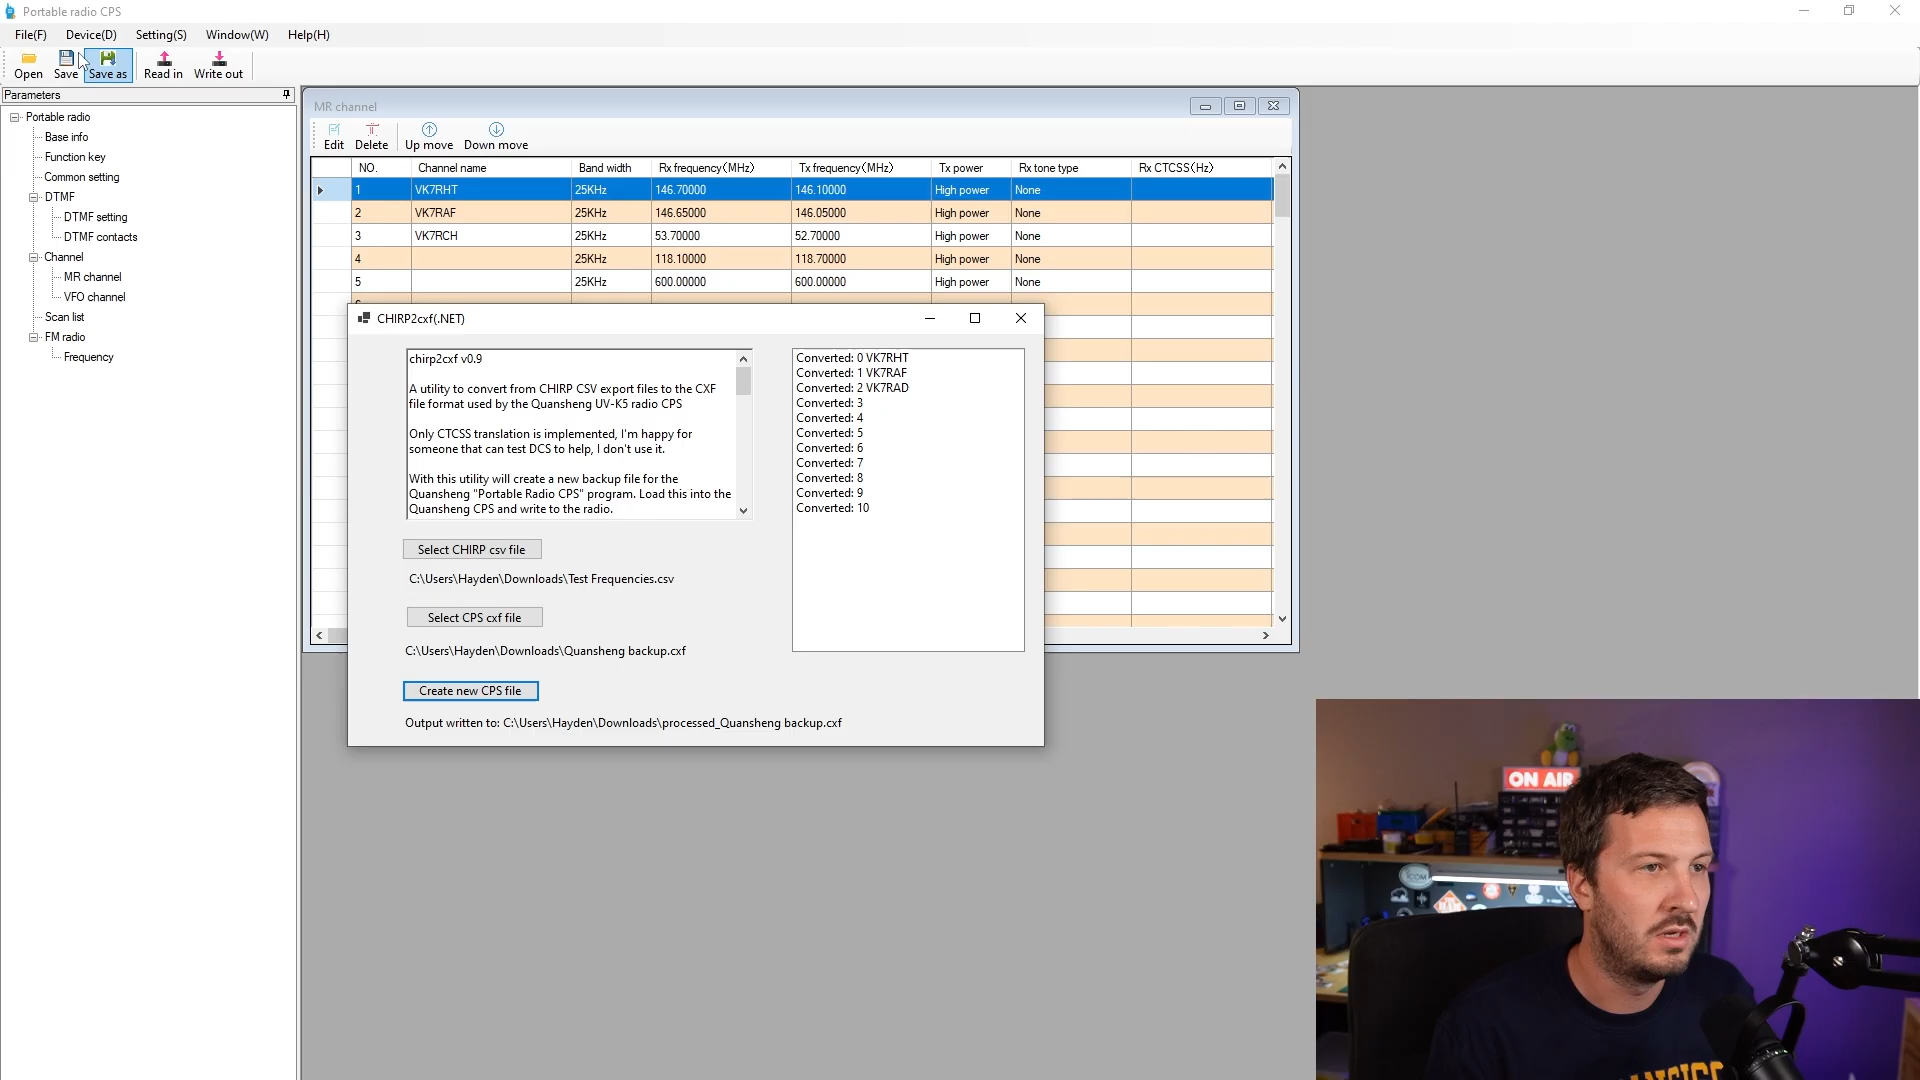 Portable radio CPS
File(F) Device(D) Setting(S) Window(W) Help(H)
Open Save Save as Read in Write out
Parameters
Portable radio
Base info
Function key
Common setting
DTMF
DTMF setting
DTMF contacts
Channel
MR channel
VFO channel
Scan list
FM radio
Frequency
MR channel
Edit Delete Up move Down move
NO. Channel name Band width Rx frequency(MHz) Tx frequency(MHz) Tx power Rx tone type Rx CTCSS(Hz)
1 VK7RHT 25KHz 146.70000 146.10000 High power None
2 VK7RAF 25KHz 146.65000 146.05000 High power None
3 VK7RCH 25KHz 53.70000 52.70000 High power None
4 25KHz 118.10000 118.70000 High power None
5 25KHz 600.00000 600.00000 High power None
CHIRP2cxf(.NET)
chirp2cxf v0.9
A utility to convert from CHIRP CSV export files to the CXF
file format used by the Quansheng UV-K5 radio CPS
Only CTCSS translation is implemented, I'm happy for
someone that can test DCS to help, I don't use it.
With this utility will create a new backup file for the
Quansheng "Portable Radio CPS" program. Load this into the
Quansheng CPS and write to the radio.
Select CHIRP csv file
C:\Users\Hayden\Downloads\Test Frequencies.csv
Select CPS cxf file
C:\Users\Hayden\Downloads\Quansheng backup.cxf
Create new CPS file
Output written to: C:\Users\Hayden\Downloads\processed_Quansheng backup.cxf
Converted: 0 VK7RHT
Converted: 1 VK7RAF
Converted: 2 VK7RAD
Converted: 3
Converted: 4
Converted: 5
Converted: 6
Converted: 7
Converted: 8
Converted: 9
Converted: 10
ON AIR
ICOM